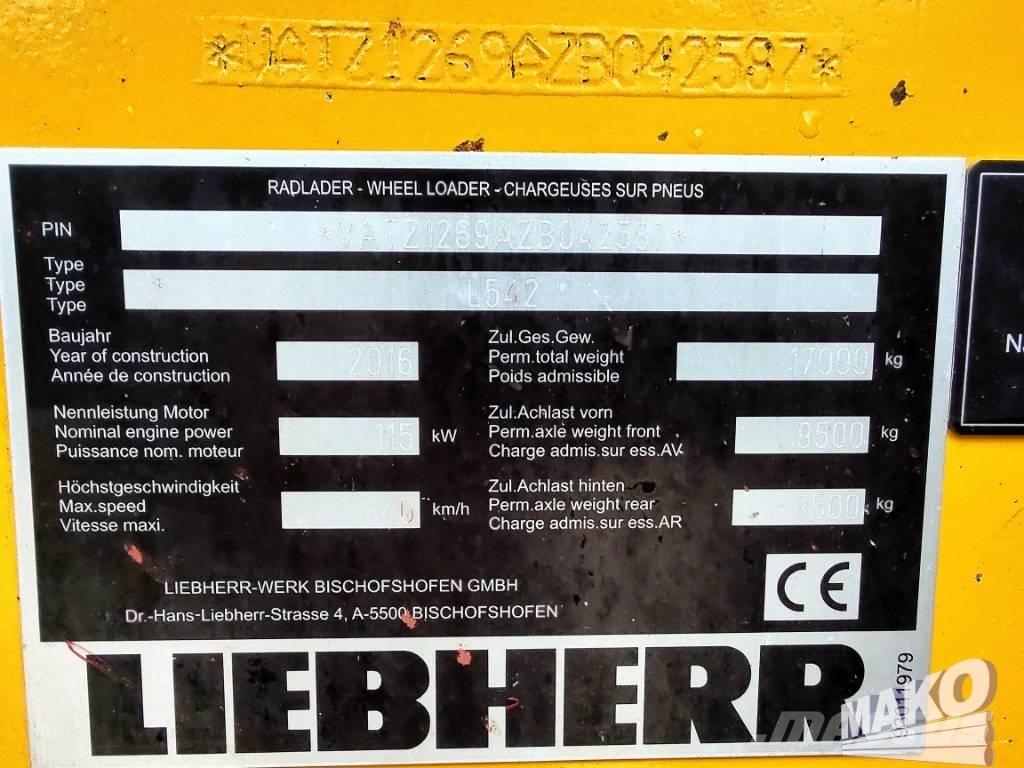 *VATZ1269AZB042587*
RADLADER - WHEEL LOADER - CHARGEUSES SUR PNEUS
PIN *VATZ1269AZB042587*
Type
Type L542
Type
Baujahr
Year of construction 2016
Année de construction
Zul.Ges.Gew.
Perm.total weight 17000 kg
Poids admissible
Nennleistung Motor
Nominal engine power 115 kW
Puissance nom. moteur
Zul.Achlast vorn
Perm.axle weight front 9500 kg
Charge admis.sur ess.AV
Höchstgeschwindigkeit
Max.speed 40 km/h
Vitesse maxi.
Zul.Achlast hinten
Perm.axle weight rear 9500 kg
Charge admis.sur ess.AR
CE
LIEBHERR-WERK BISCHOFSHOFEN GMBH
Dr.-Hans-Liebherr-Strasse 4, A-5500 BISCHOFSHOFEN
LIEBHERR
93011979
MAKO